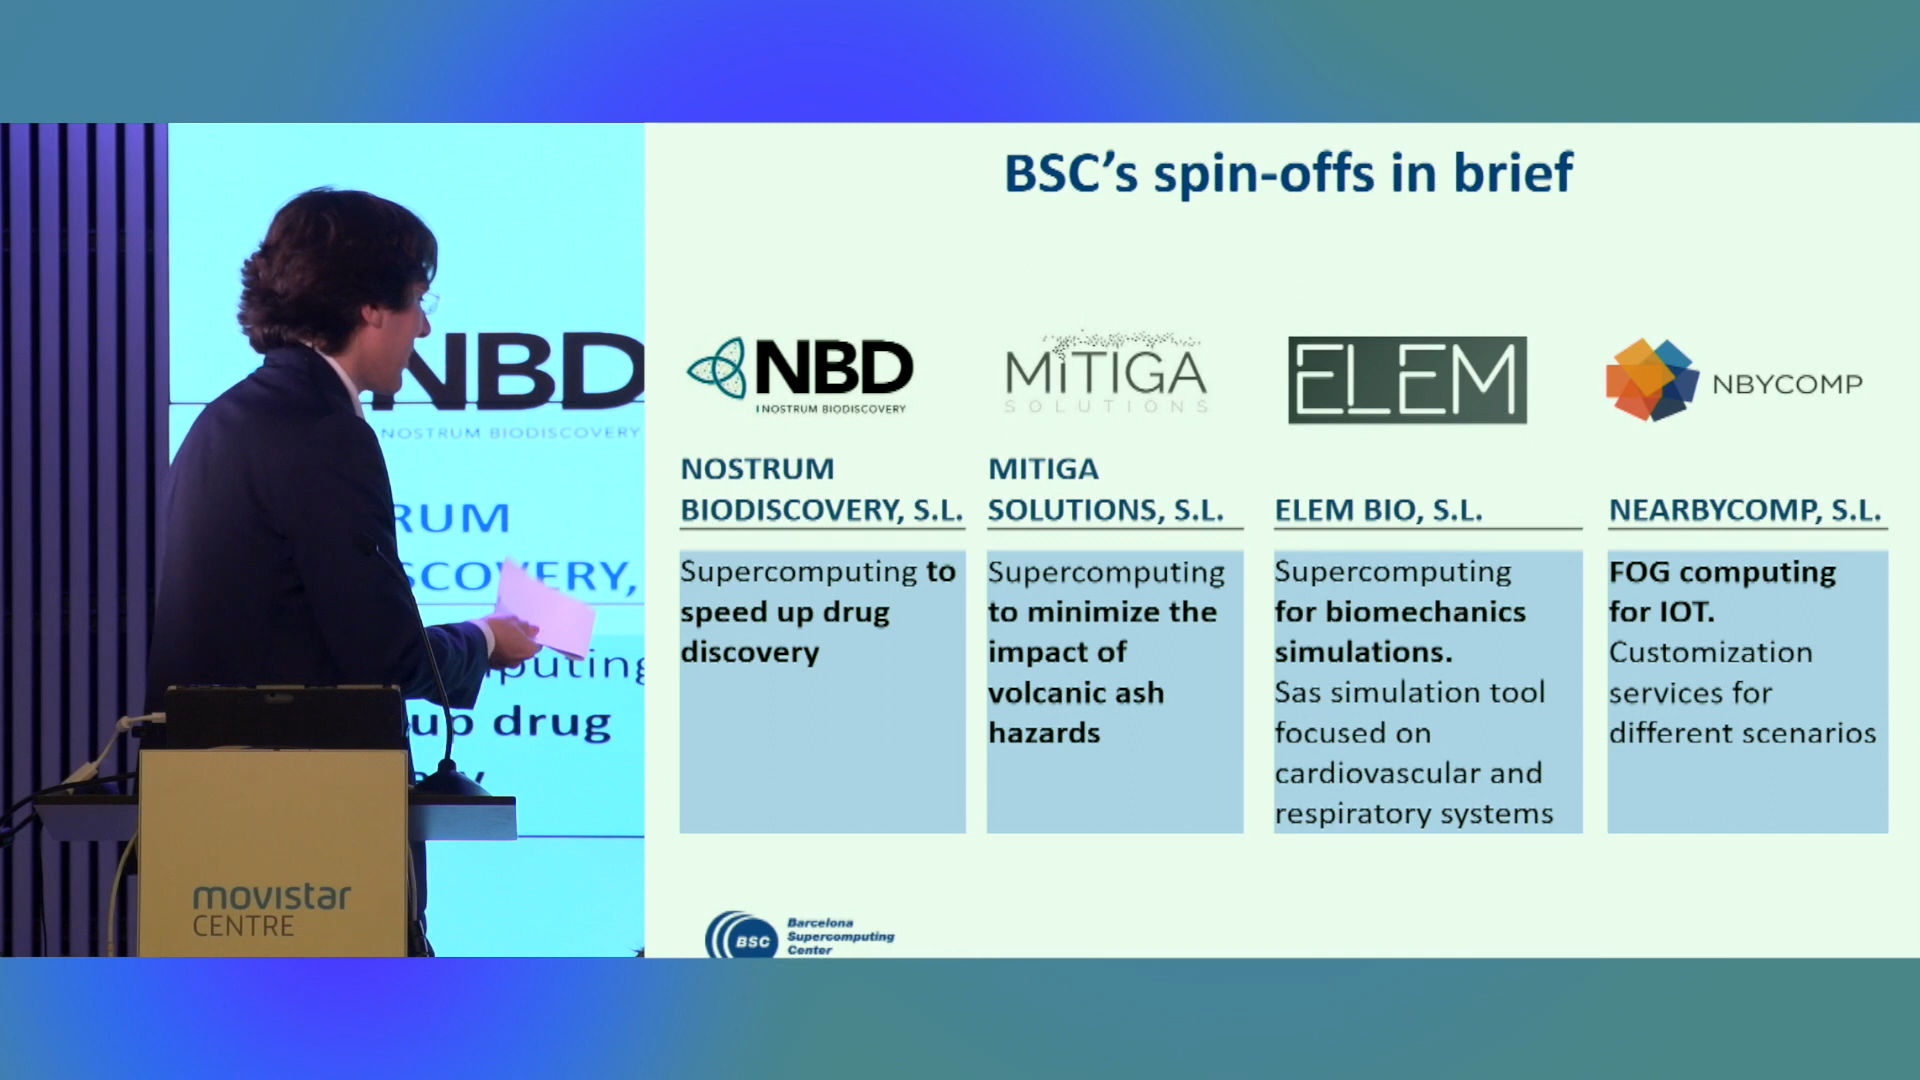 BSC's spin-offs in brief
NBD
NOSTRUM BIODISCOVERY
MiTIGA
SOLUTIONS
ELEM
NBYCOMP
NOSTRUM
BIODISCOVERY, S.L.
MITIGA
SOLUTIONS, S.L.
ELEM BIO, S.L.
NEARBYCOMP, S.L.
Supercomputing to
speed up drug
discovery
Supercomputing
to minimize the
impact of
volcanic ash
hazards
Supercomputing
for biomechanics
simulations.
Sas simulation tool
focused on
cardiovascular and
respiratory systems
FOG computing
for IOT.
Customization
services for
different scenarios
BSC
Barcelona
Supercomputing
Center
NBD
NOSTRUM BIODISCOVERY
RUM
SCOVERY,
puting
up drug
movistar
CENTRE